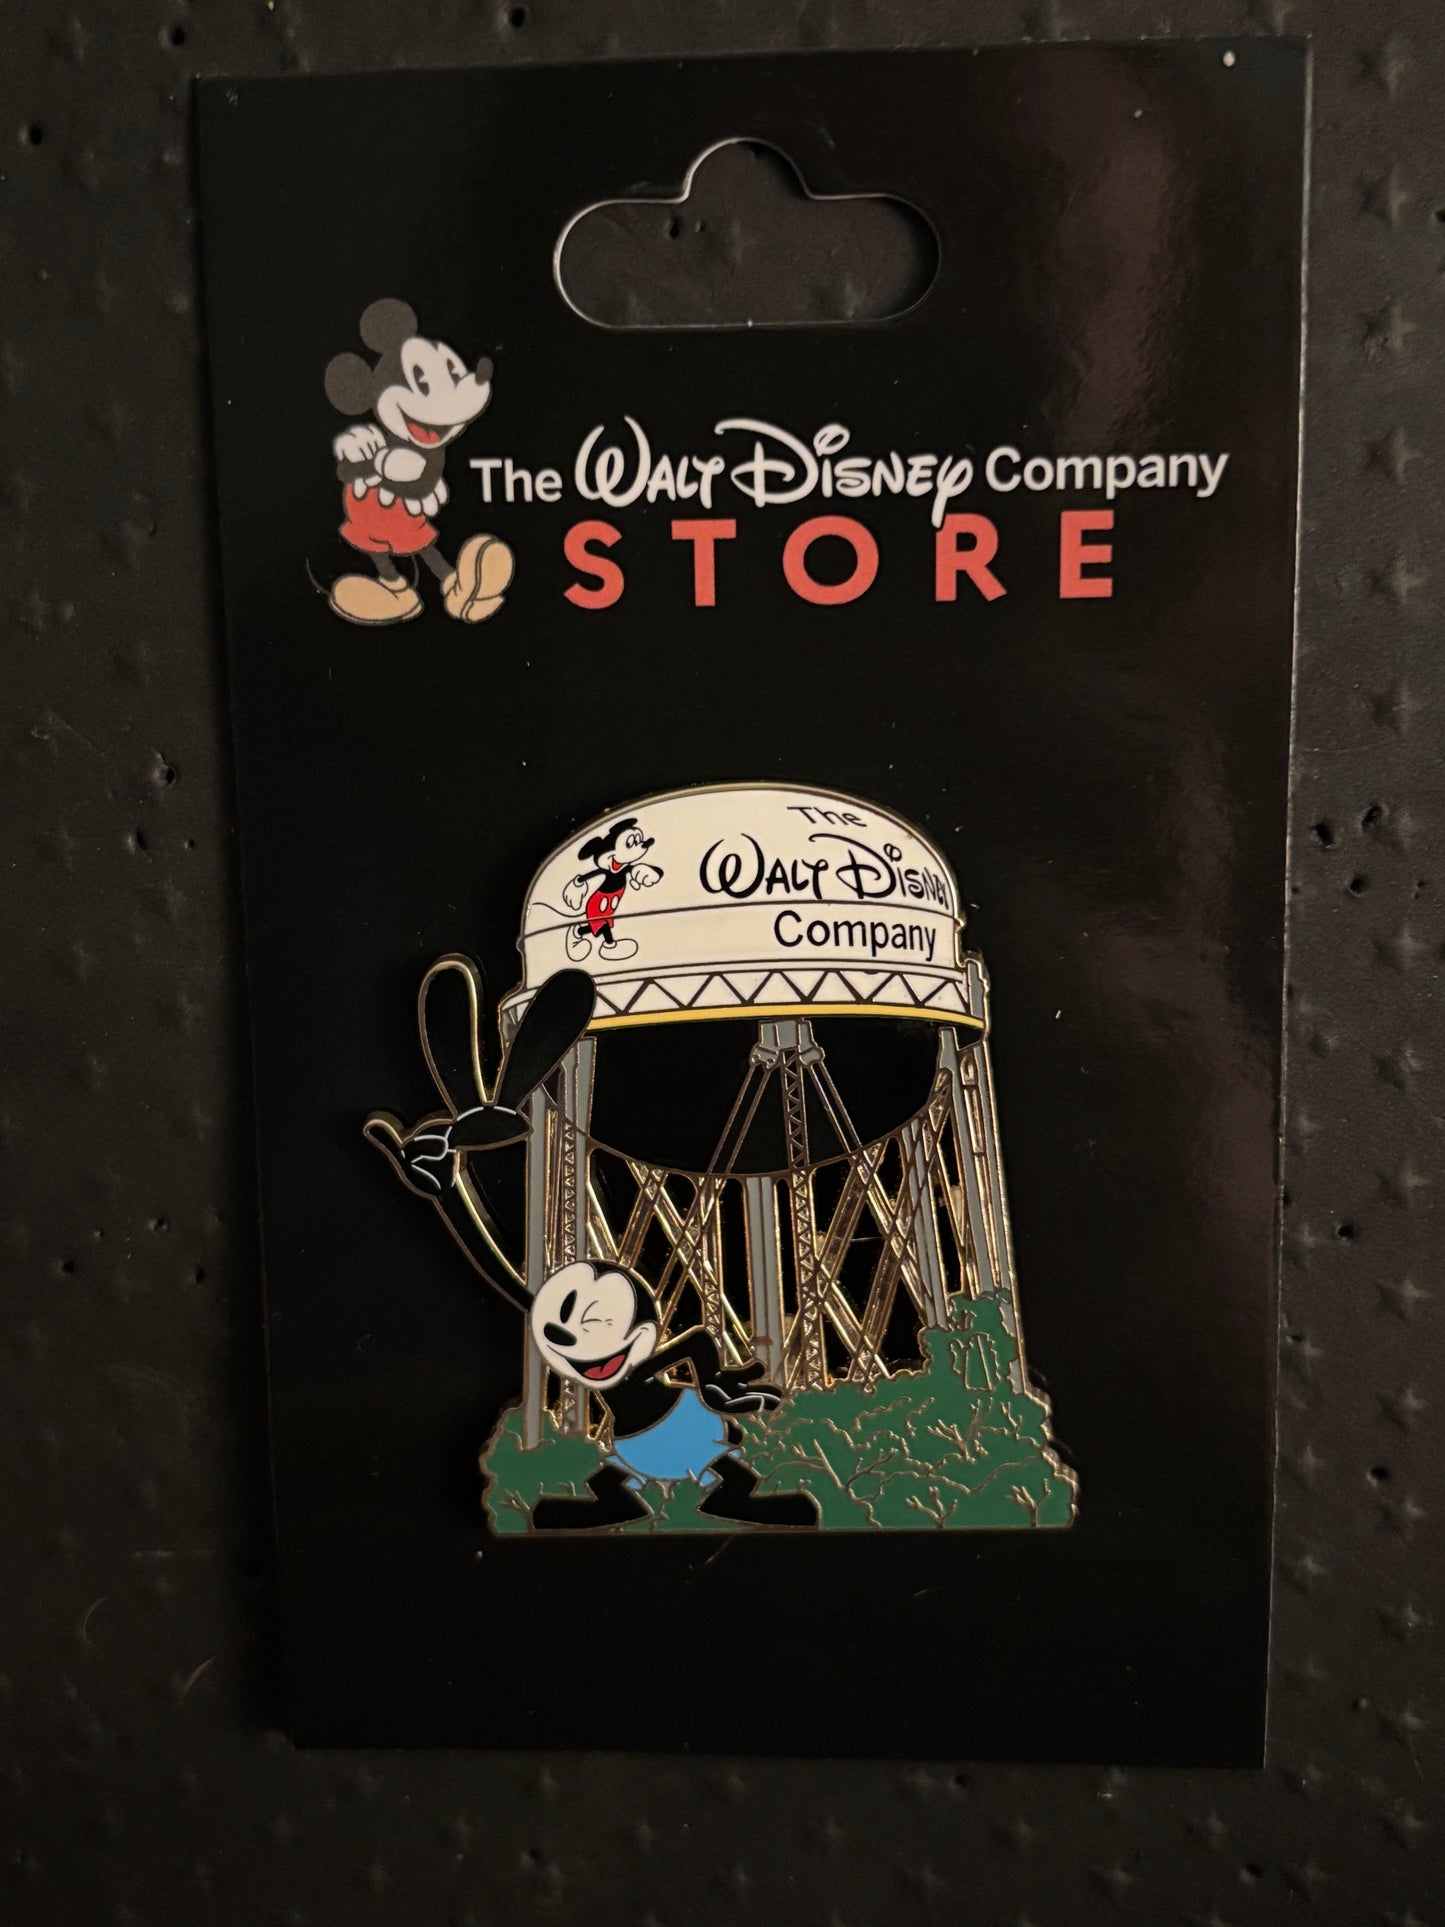 The Walt Disney Company
STORE
The
Walt Disney
Company